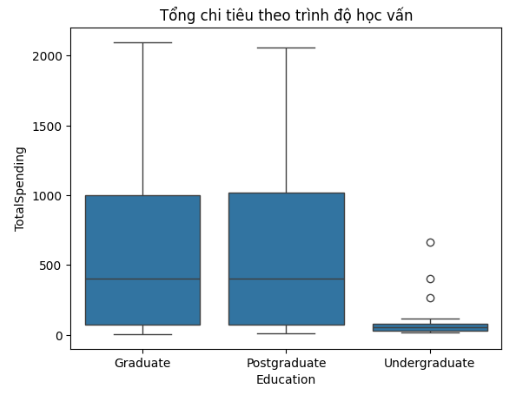 Tổng chi tiêu theo trình độ học vấn
2000
1500
1000
500
0
TotalSpending
Graduate
Postgraduate
Undergraduate
Education